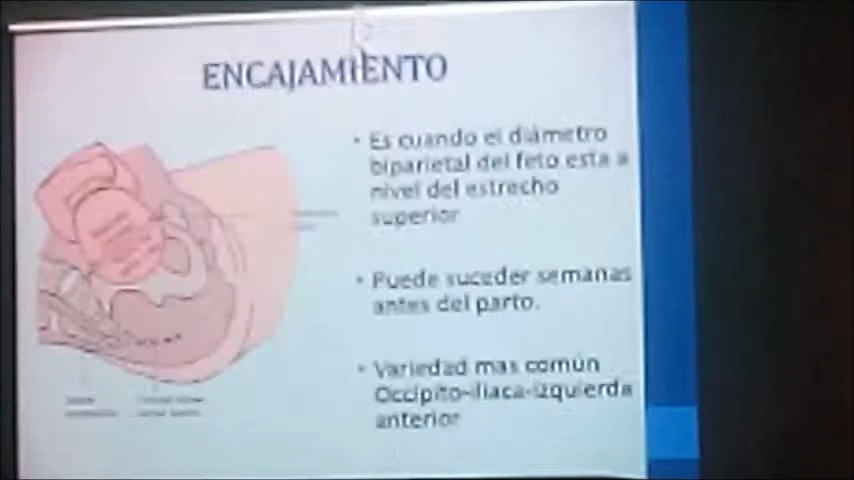 ENCAJAMIENTO
• Es cuando el diámetro
biparietal del feto esta a
nivel del estrecho
superior
• Puede suceder semanas
antes del parto.
• Variedad mas común
Occipito-iliaca-izquierda
anterior